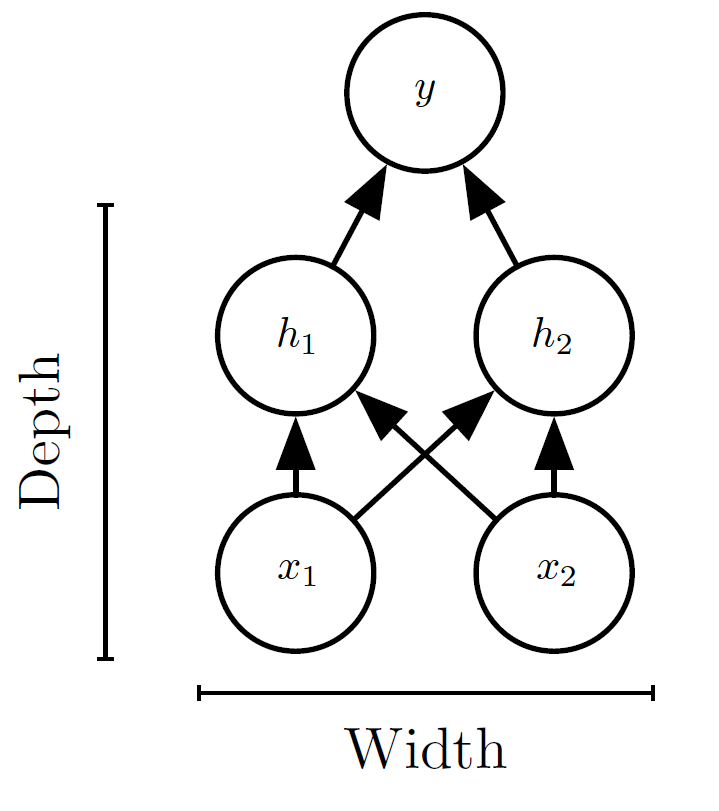 y
h₁ h₂
Depth
x₁ x₂
Width